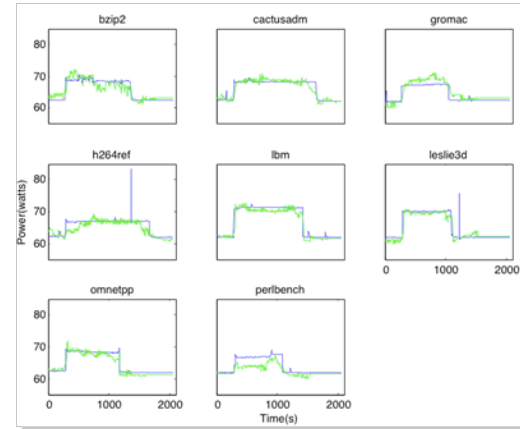 bzip2
cactusadm
gromac
80
70
60
h264ref
lbm
leslie3d
Power(watts)
80
70
60
0
1000
2000
omnetpp
perlbench
80
70
60
0
1000
2000
0
1000
2000
Time(s)